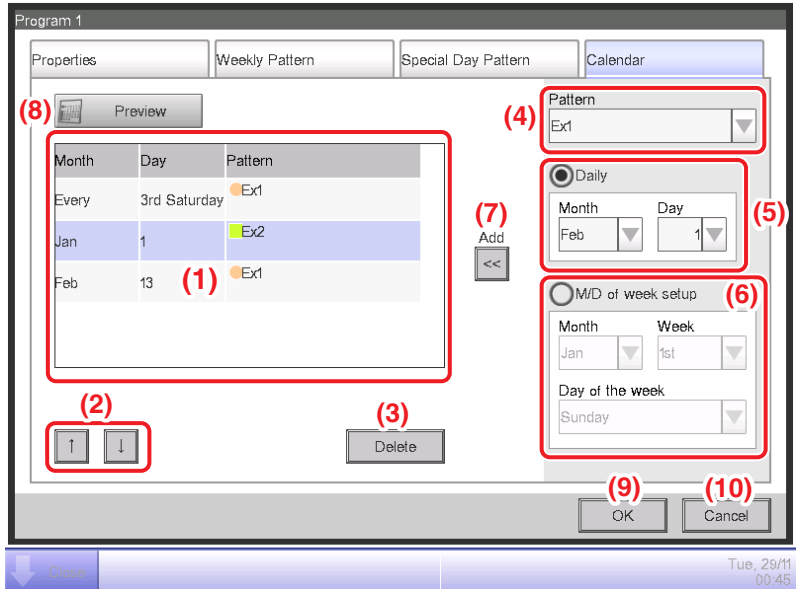 Program 1
Properties Weekly Pattern Special Day Pattern Calendar
(8) Preview
(4) Pattern
Ex1
Month Day Pattern
Every 3rd Saturday Ex1
Jan 1 Ex2
Feb 13 Ex1
(1)
(7)
Add
<<
Daily
Month Day
Feb 1
(5)
M/D of week setup (6)
Month Week
Jan 1st
Day of the week
Sunday
(2)
↑ ↓
(3)
Delete
(9) (10)
OK Cancel
Close
Tue, 29/11
00:45